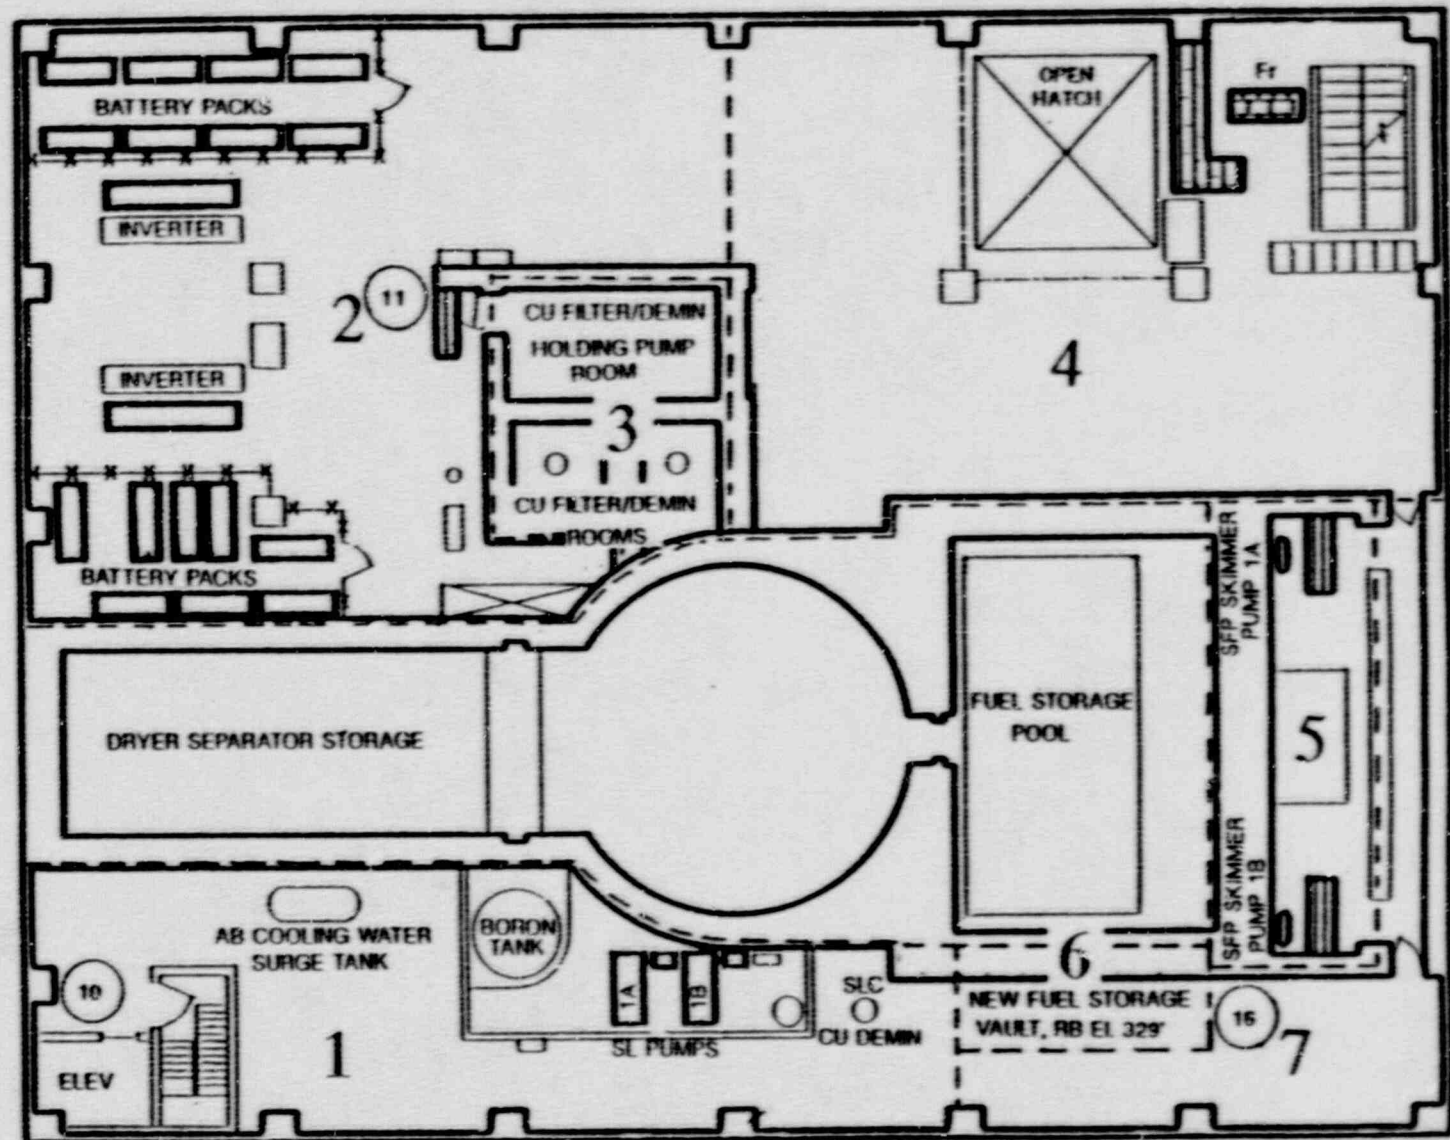 OPEN
HATCH
Fr
BATTERY PACKS
INVERTER
2
11
CU FILTER/DEMIN
HOLDING PUMP
ROOM
4
INVERTER
3
CU FILTER/DEMIN
ROOMS
BATTERY PACKS
SFP SKIMMER
PUMP 1A
FUEL STORAGE
POOL
DRYER SEPARATOR STORAGE
5
SFP SKIMMER
PUMP 1B
BORON
TANK
AB COOLING WATER
SURGE TANK
6
10
1A
1B
SLC
CU DEMIN
NEW FUEL STORAGE
VAULT, RB EL 329'
16
7
SL PUMPS
1
ELEV